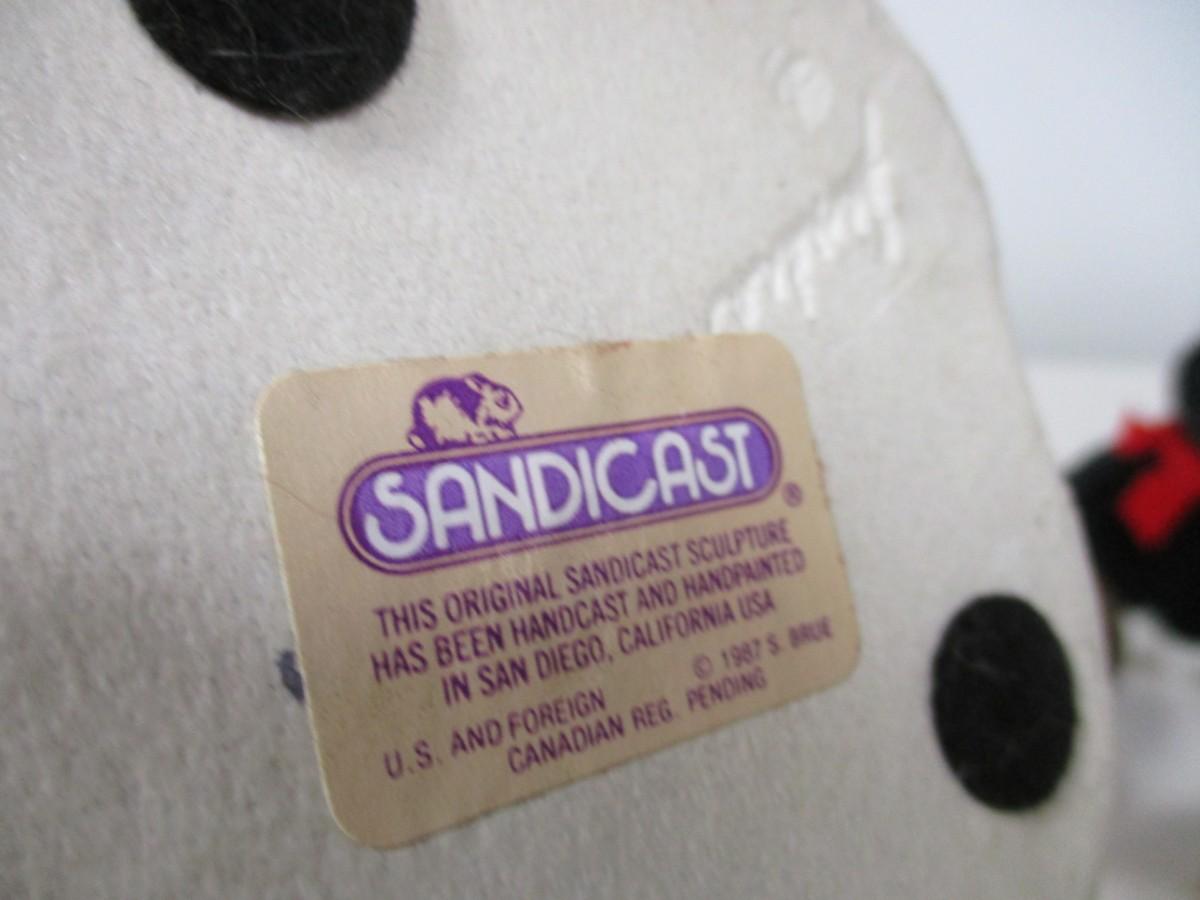 SANDICAST®
THIS ORIGINAL SANDICAST SCULPTURE
HAS BEEN HANDCAST AND HANDPAINTED
IN SAN DIEGO, CALIFORNIA USA
© 1987 S. BRUE
U.S. AND FOREIGN
CANADIAN REG. PENDING